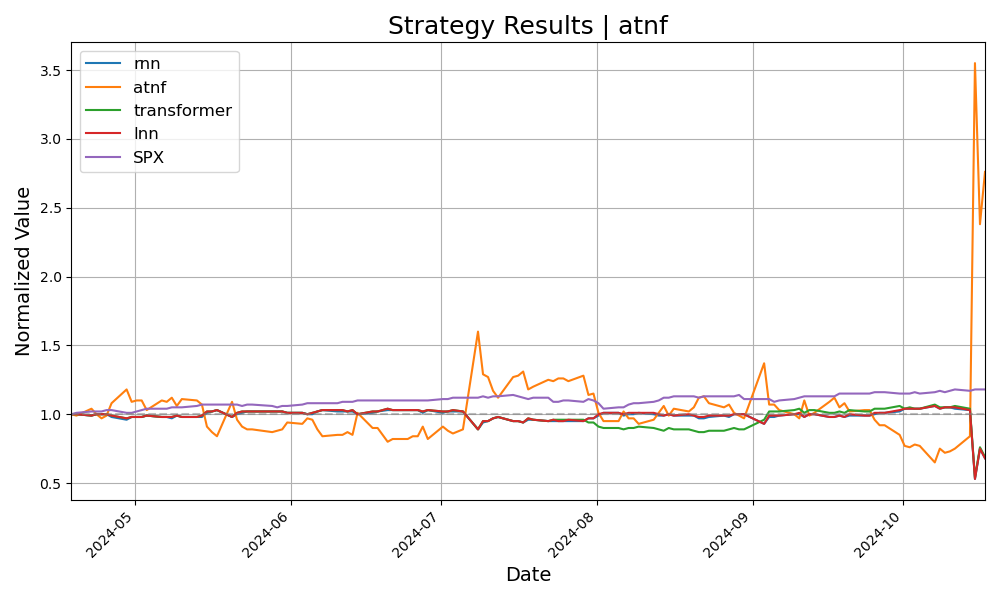 Strategy Results | atnf
rnn
atnf
transformer
lnn
SPX
Normalized Value
3.5
3.0
2.5
2.0
1.5
1.0
0.5
2024-05
2024-06
2024-07
2024-08
2024-09
2024-10
Date